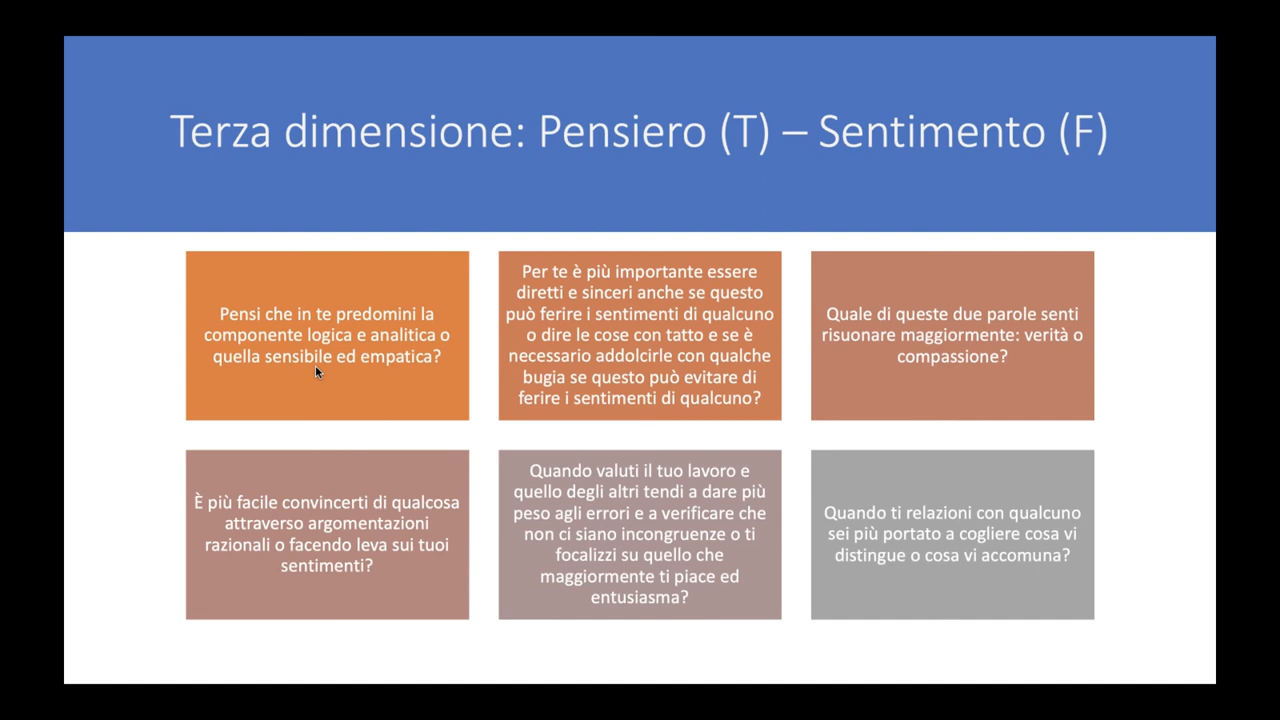 Terza dimensione: Pensiero (T) – Sentimento (F)
Pensi che in te predomini la
componente logica e analitica o
quella sensibile ed empatica?
Per te è più importante essere
diretti e sinceri anche se questo
può ferire i sentimenti di qualcuno
o dire le cose con tatto e se è
necessario addolcirle con qualche
bugia se questo può evitare di
ferire i sentimenti di qualcuno?
Quale di queste due parole senti
risuonare maggiormente: verità o
compassione?
È più facile convincerti di qualcosa
attraverso argomentazioni
razionali o facendo leva sui tuoi
sentimenti?
Quando valuti il tuo lavoro e
quello degli altri tendi a dare più
peso agli errori e a verificare che
non ci siano incongruenze o ti
focalizzi su quello che
maggiormente ti piace ed
entusiasma?
Quando ti relazioni con qualcuno
sei più portato a cogliere cosa vi
distingue o cosa vi accomuna?